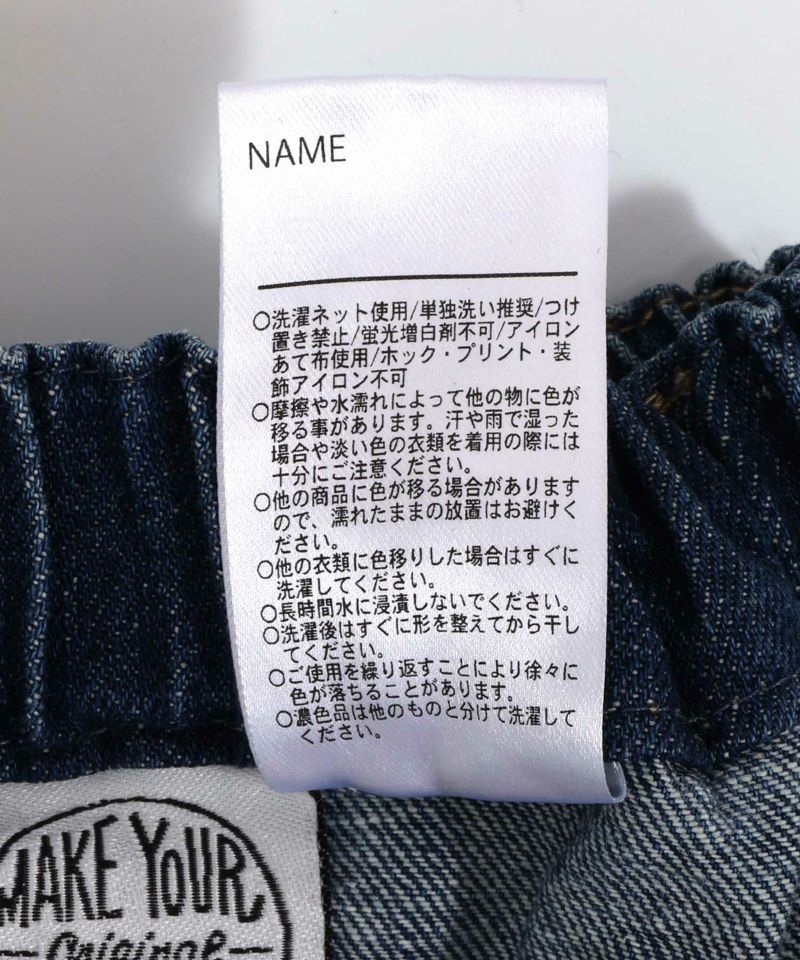 NAME
○洗濯ネット使用/単独洗い推奨/つけ
置き禁止/蛍光増白剤不可/アイロン
あて布使用/ホック・プリント・装
飾アイロン不可
○摩擦や水濡れによって他の物に色が
移る事があります。汗や雨で湿った
場合や淡い色の衣類を着用の際には
十分にご注意ください。
○他の商品に色が移る場合があります
ので、濡れたままの放置はお避けく
ださい。
○他の衣類に色移りした場合はすぐに
洗濯してください。
○長時間水に浸漬しないでください。
○洗濯後はすぐに形を整えてから干し
てください。
○ご使用を繰り返すことにより徐々に
色が落ちることがあります。
○濃色品は他のものと分けて洗濯して
ください。
MAKE YOUR
Original